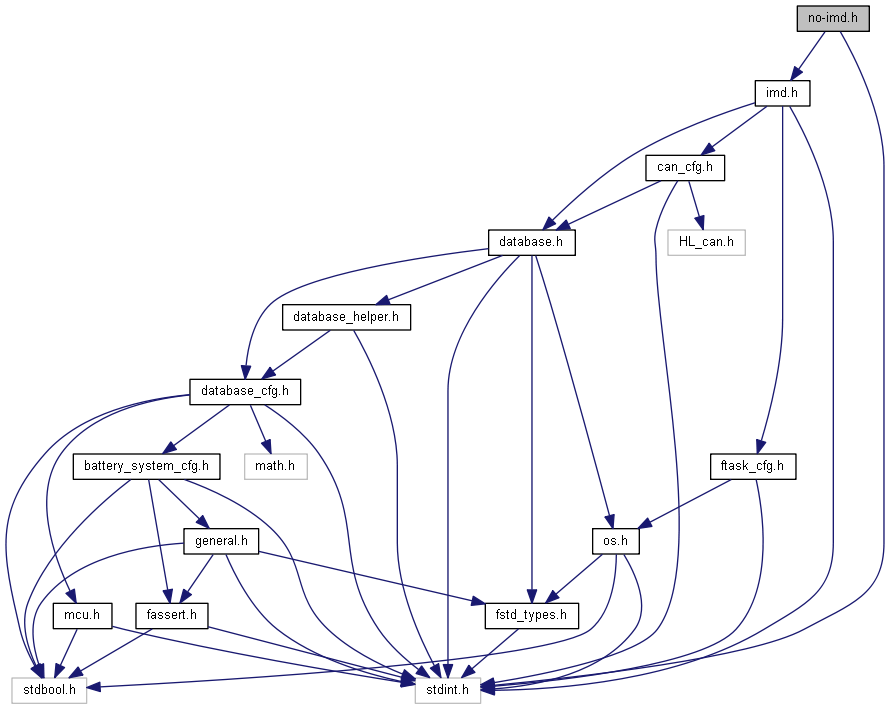 no-imd.h
imd.h
can_cfg.h
database.h
HL_can.h
database_helper.h
database_cfg.h
battery_system_cfg.h
math.h
ftask_cfg.h
general.h
os.h
mcu.h
fassert.h
fstd_types.h
stdbool.h
stdint.h